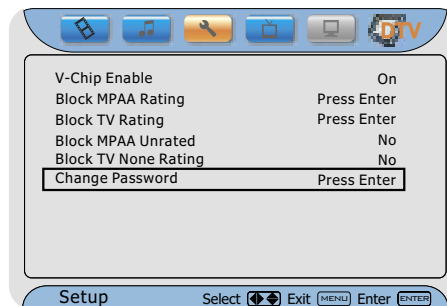 DTV
V-Chip Enable On
Block MPAA Rating Press Enter
Block TV Rating Press Enter
Block MPAA Unrated No
Block TV None Rating No
Change Password Press Enter
Setup Select Exit MENU Enter ENTER